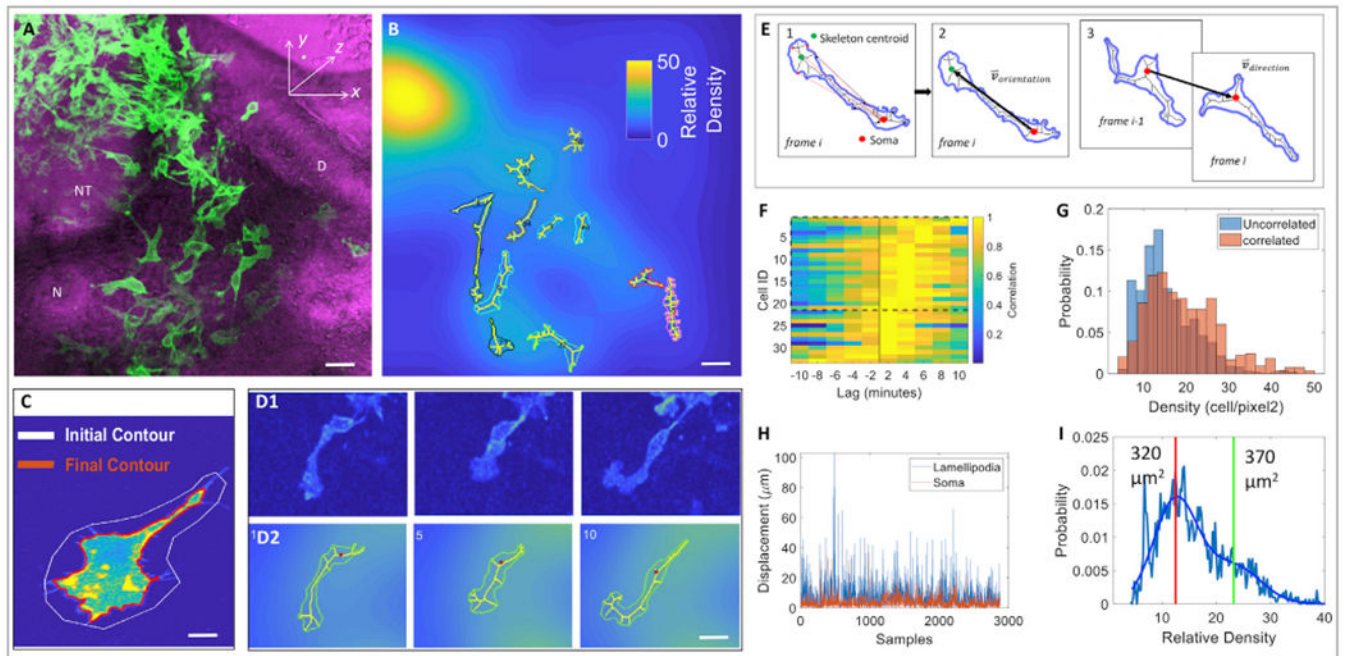 A
y
z
x
D
NT
N
B
50
0
Relative
Density
E
1
Skeleton centroid
frame i
Soma
2
v orientation
frame i
3
frame i-1
v direction
frame I
C
Initial Contour
Final Contour
D1
D2
1
5
10
F
Cell ID
5
10
15
20
25
30
-10 -8 -6 -4 -2 2 4 6 8 10
Lag (minutes)
1
0.8
0.6
0.4
0.2
Correlation
G
Uncorrelated
correlated
Probability
0.2
0.15
0.1
0.05
0
0 10 20 30 40 50
Density (cell/pixel2)
H
Lamellipodia
Soma
Displacement (μm)
100
80
60
40
20
0
0 1000 2000 3000
Samples
I
320
μm²
370
μm²
Probability
0.025
0.02
0.015
0.01
0.005
0
10 20 30 40
Relative Density